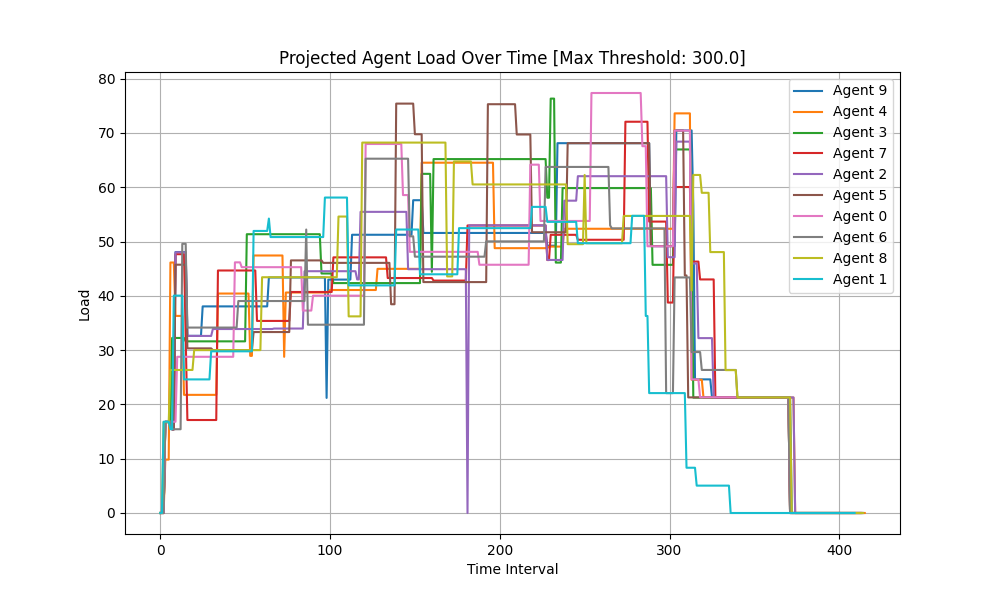 Projected Agent Load Over Time [Max Threshold: 300.0]
Load
80
70
60
50
40
30
20
10
0
0
100
200
300
400
Time Interval
Agent 9
Agent 4
Agent 3
Agent 7
Agent 2
Agent 5
Agent 0
Agent 6
Agent 8
Agent 1